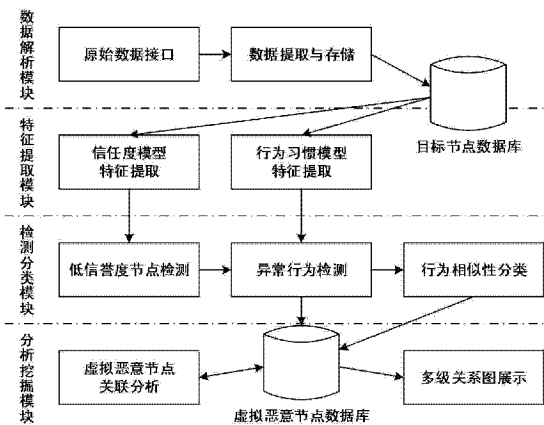 数据解析模块
原始数据接口
数据提取与存储
目标节点数据库
特征提取模块
信任度模型
特征提取
行为习惯模型
特征提取
检测分类模块
低信誉度节点检测
异常行为检测
行为相似性分类
分析挖掘模块
虚拟恶意节点
关联分析
虚拟恶意节点数据库
多级关系图展示